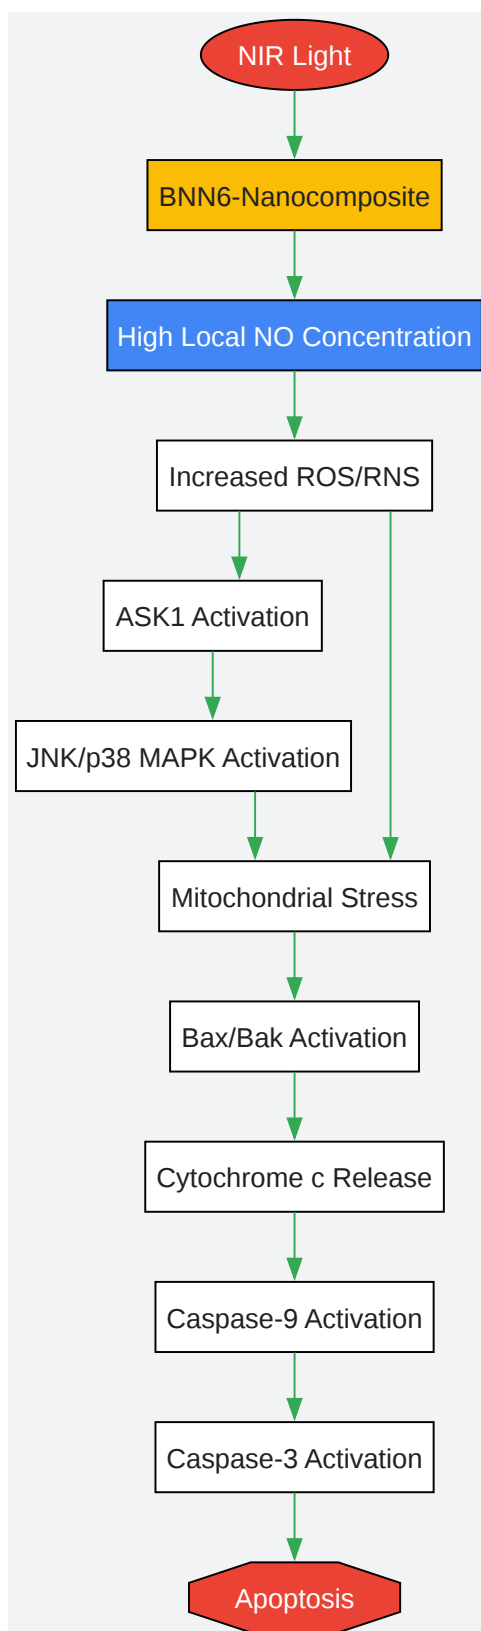 NIR Light
BNN6-Nanocomposite
High Local NO Concentration
Increased ROS/RNS
ASK1 Activation
JNK/p38 MAPK Activation
Mitochondrial Stress
Bax/Bak Activation
Cytochrome c Release
Caspase-9 Activation
Caspase-3 Activation
Apoptosis